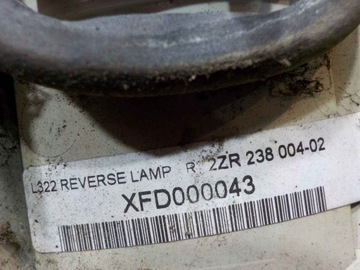 L322 REVERSE LAMP R 2ZR 238 004-02
XFD000043